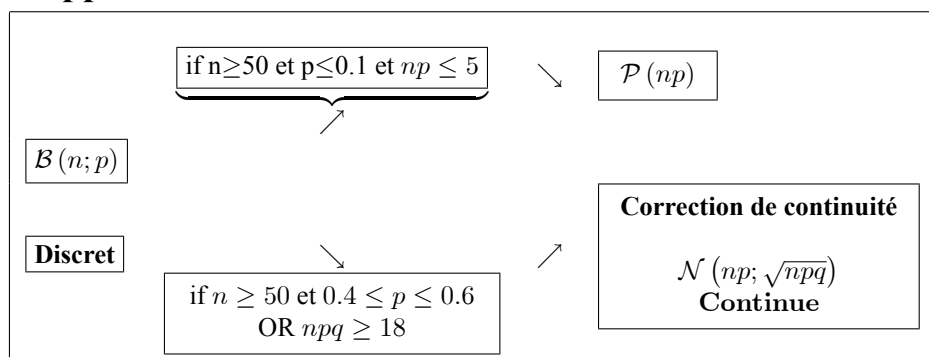 if n≥50 et p≤0.1 et np ≤ 5
↘
𝒫 (np)
↗
ℬ (n; p)
Correction de continuité
Discret
↘
↗
𝒩 (np; √npq)
Continue
if n ≥ 50 et 0.4 ≤ p ≤ 0.6
OR npq ≥ 18